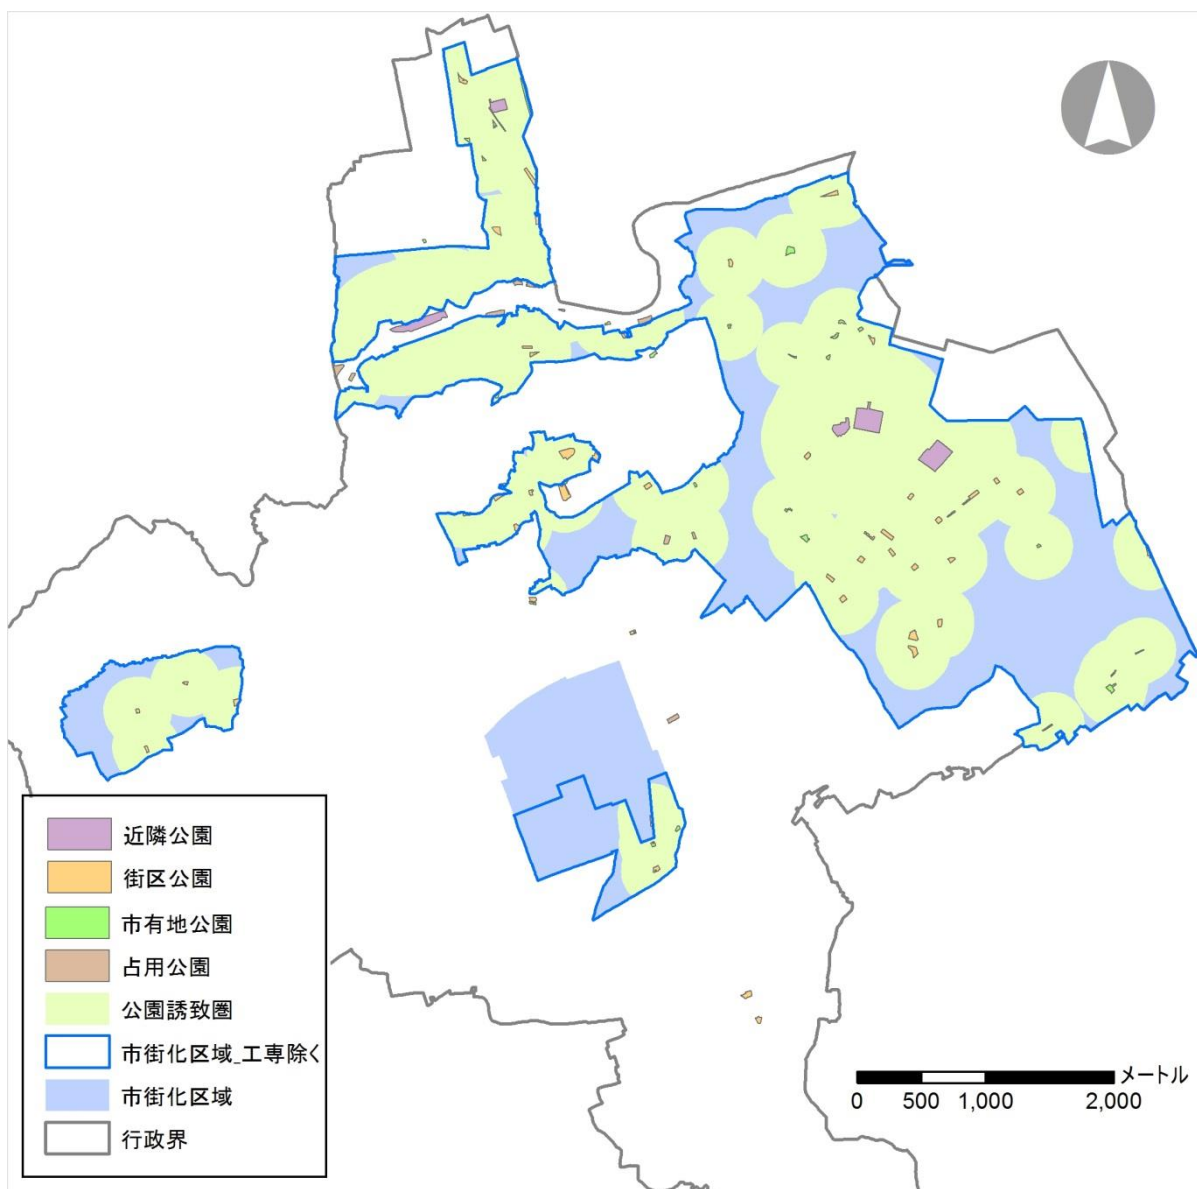 近隣公園
街区公園
市有地公園
占用公園
公園誘致圏
市街化区域_工専除く
市街化区域
行政界
メートル
0 500 1,000 2,000